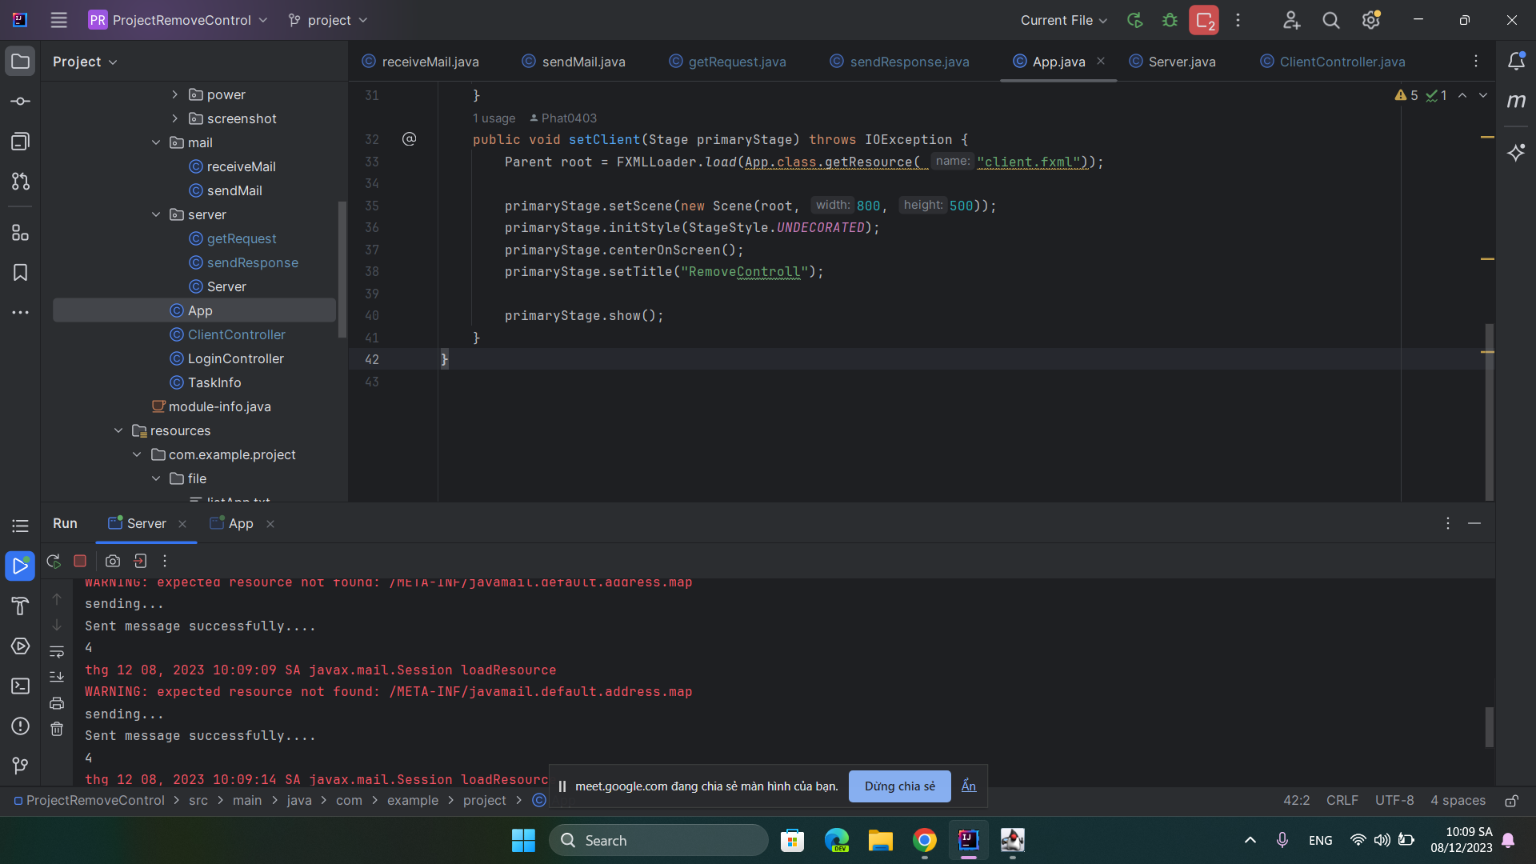 PR ProjectRemoveControl
project
Current File
2
Project
receiveMail.java
sendMail.java
getRequest.java
sendResponse.java
App.java
Server.java
ClientController.java
power
screenshot
mail
receiveMail
sendMail
server
getRequest
sendResponse
Server
App
ClientController
LoginController
TaskInfo
module-info.java
resources
com.example.project
file
listApp.txt
5 1
31 }
1 usage Phat0403
32 public void setClient(Stage primaryStage) throws IOException {
33 Parent root = FXMLLoader.load(App.class.getResource( name: "client.fxml"));
34
35 primaryStage.setScene(new Scene(root, width: 800, height: 500));
36 primaryStage.initStyle(StageStyle.UNDECORATED);
37 primaryStage.centerOnScreen();
38 primaryStage.setTitle("RemoveControll");
39
40 primaryStage.show();
41 }
42 }
43
m
Run
Server
App
WARNING: expected resource not found: /META-INF/javamail.default.address.map
sending...
Sent message successfully....
4
thg 12 08, 2023 10:09:09 SA javax.mail.Session loadResource
WARNING: expected resource not found: /META-INF/javamail.default.address.map
sending...
Sent message successfully....
4
thg 12 08, 2023 10:09:14 SA javax.mail.Session loadResourc
meet.google.com đang chia sẻ màn hình của bạn.
Dừng chia sẻ
Ẩn
ProjectRemoveControl > src > main > java > com > example > project >
42:2 CRLF UTF-8 4 spaces
Search
DEV
IJ
ENG
10:09 SA
08/12/2023